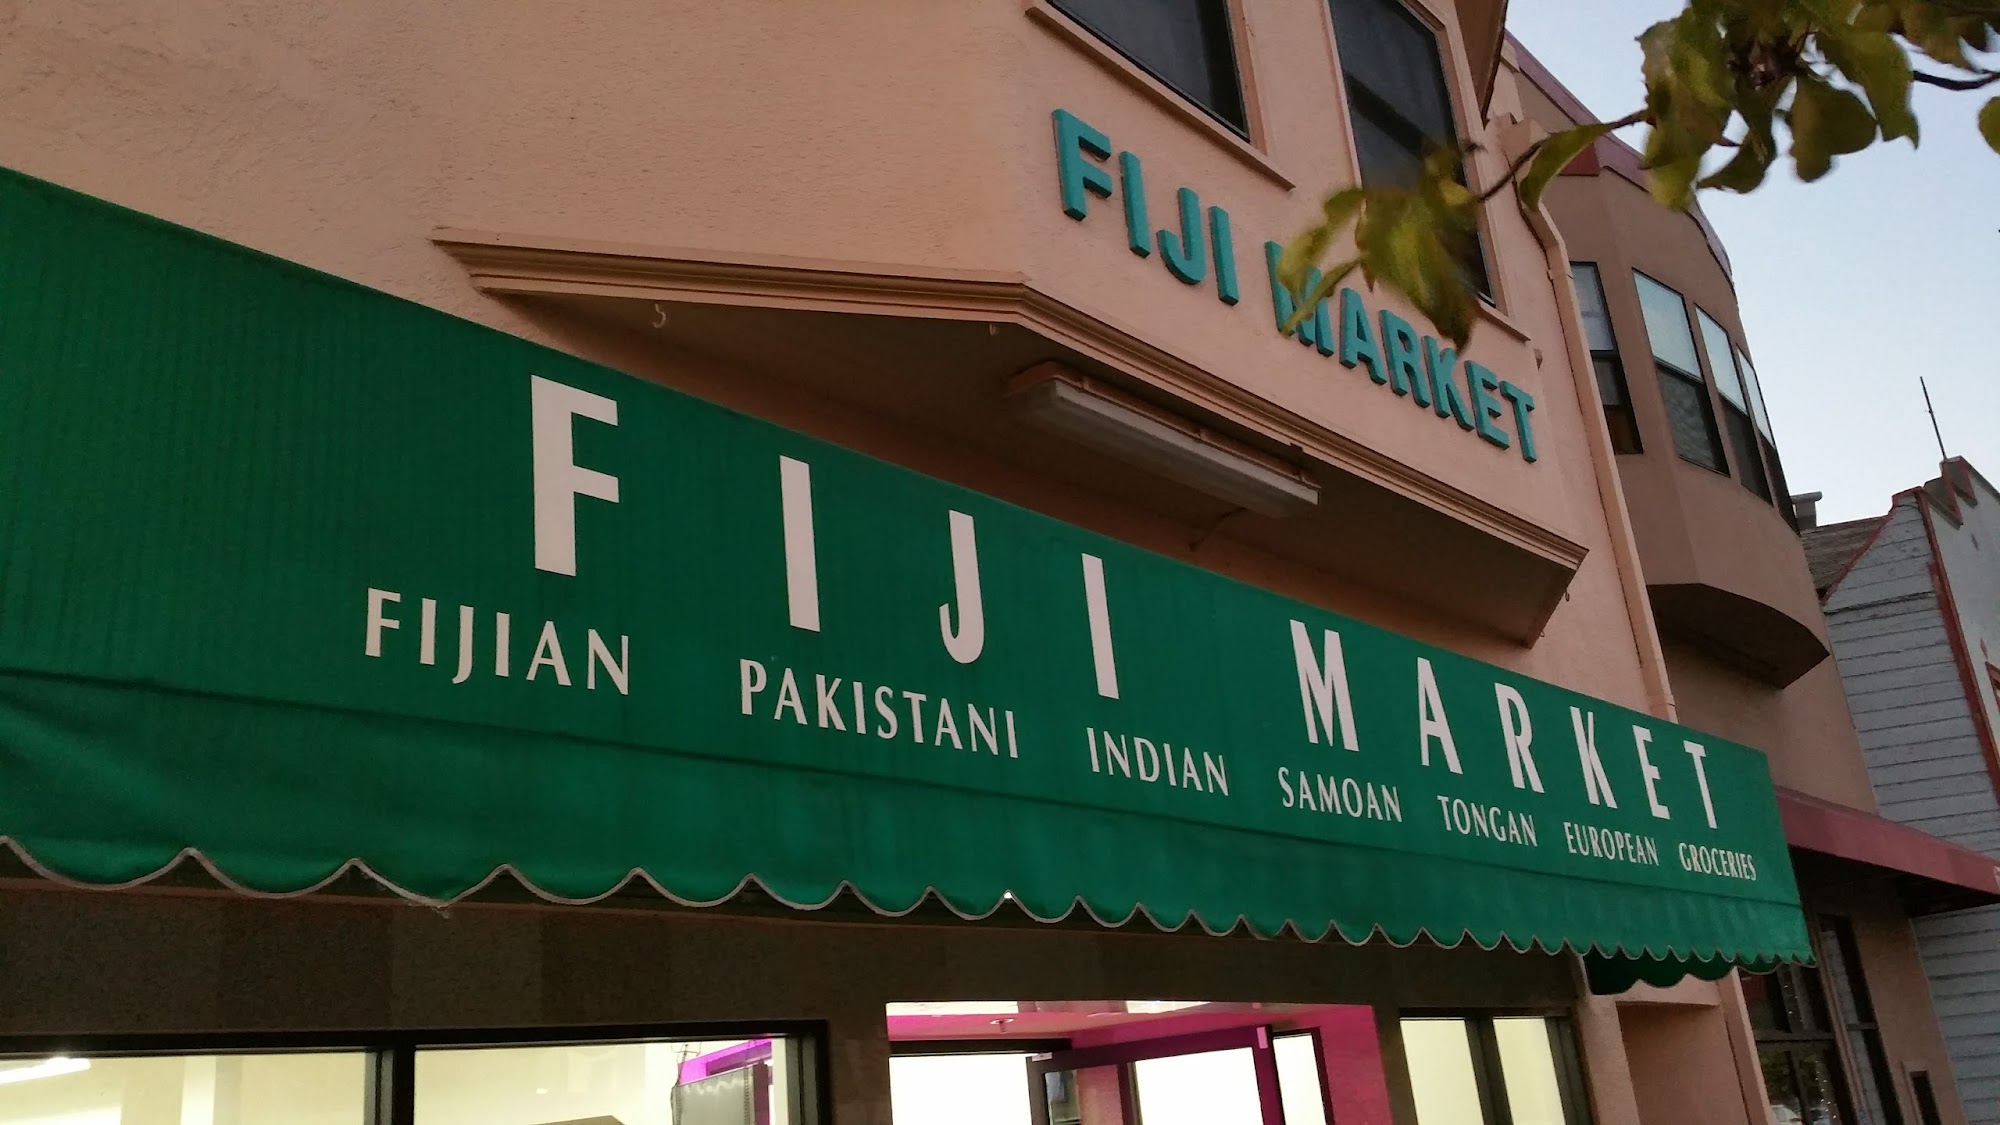 FIJI MARKET
FIJI MARKET
FIJIAN PAKISTANI INDIAN SAMOAN TONGAN EUROPEAN GROCERIES